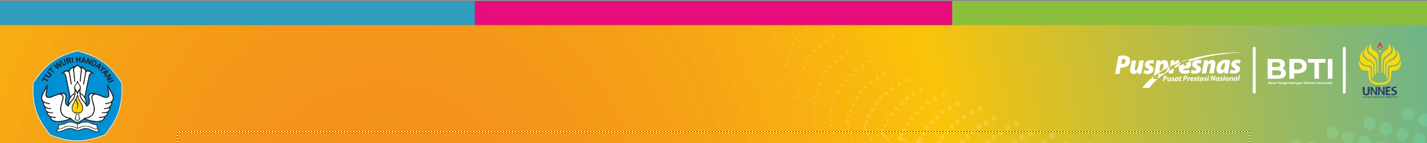 TUT WURI HANDAYANI
Puspresnas
Pusat Prestasi Nasional
BPTI
UNNES